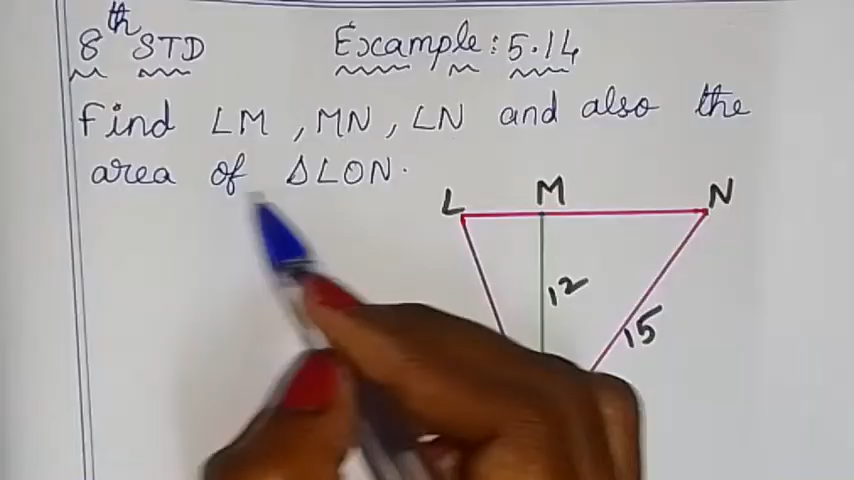 8th STD Example: 5.14
Find LM, MN, LN and also the
area of ΔLON.
L M N
12
15